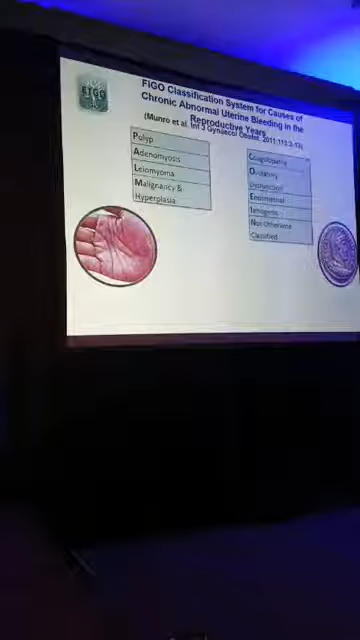 FIGO
FIGO Classification System for Causes of
Chronic Abnormal Uterine Bleeding in the
Reproductive Years
(Munro et al. Int J Gynaecol Obstet. 2011;113:3-13)
Polyp
Adenomyosis
Leiomyoma
Malignancy &
Hyperplasia
Coagulopathy
Ovulatory
Dysfunction
Endometrial
Iatrogenic
Not Otherwise
Classified